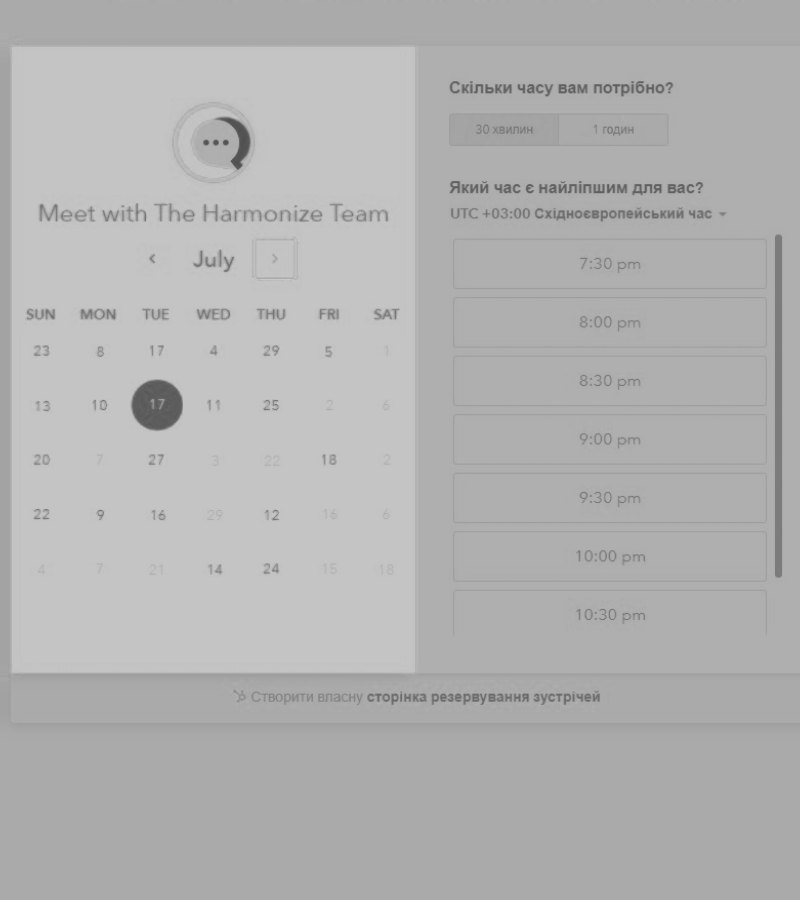 Meet with The Harmonize Team
July
SUN MON TUE WED THU FRI SAT
23 8 17 4 29 5 1
13 10 17 11 25 2 6
20 7 27 3 22 18 2
22 9 16 29 12 16 6
4 7 21 14 24 15 18
Скільки часу вам потрібно?
30 хвилин 1 годин
Який час є найліпшим для вас?
UTC +03:00 Східноєвропейський час
7:30 pm
8:00 pm
8:30 pm
9:00 pm
9:30 pm
10:00 pm
10:30 pm
Створити власну сторінка резервування зустрічей